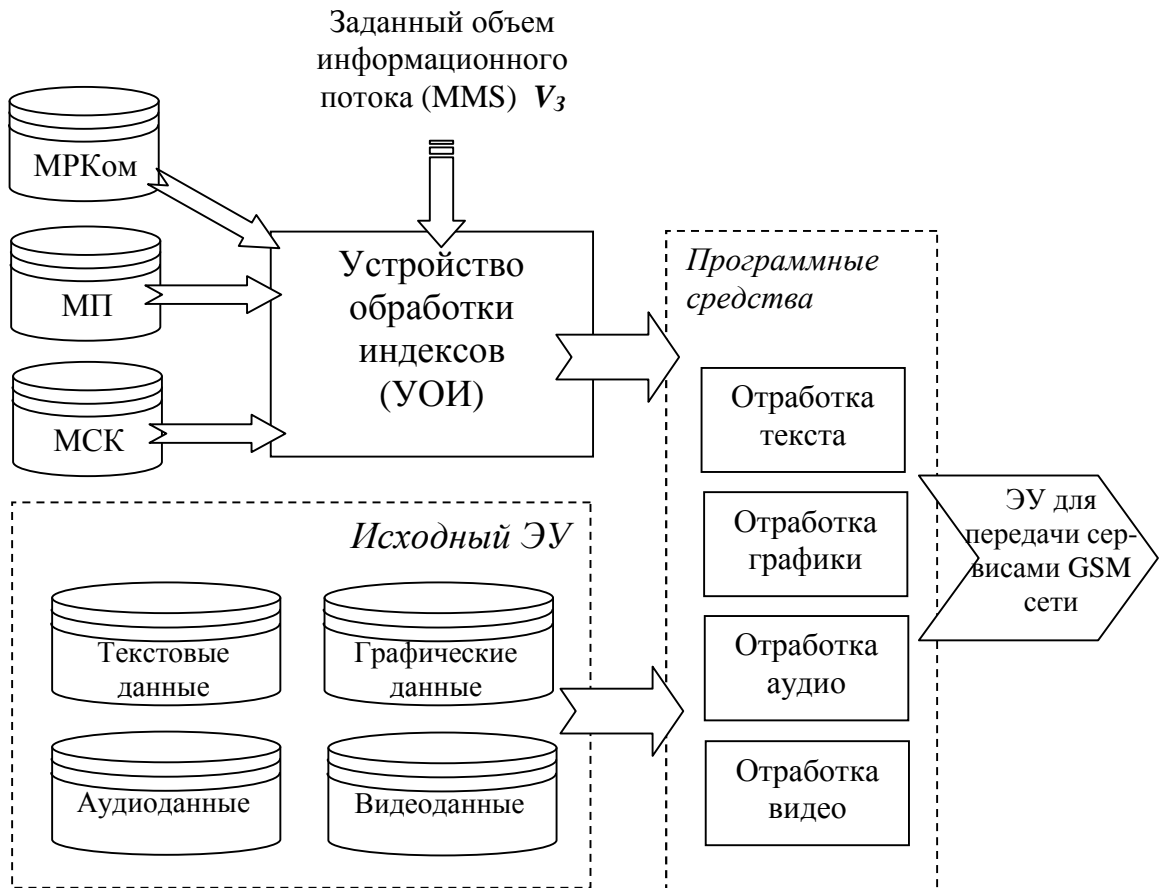 Заданный объем
информационного
потока (MMS) V_З
МРКом
МП
МСК
Устройство
обработки
индексов
(УОИ)
Программные
средства
Отработка
текста
Отработка
графики
Отработка
аудио
Отработка
видео
ЭУ для
передачи сер-
висами GSM
сети
Исходный ЭУ
Текстовые
данные
Графические
данные
Аудиоданные
Видеоданные